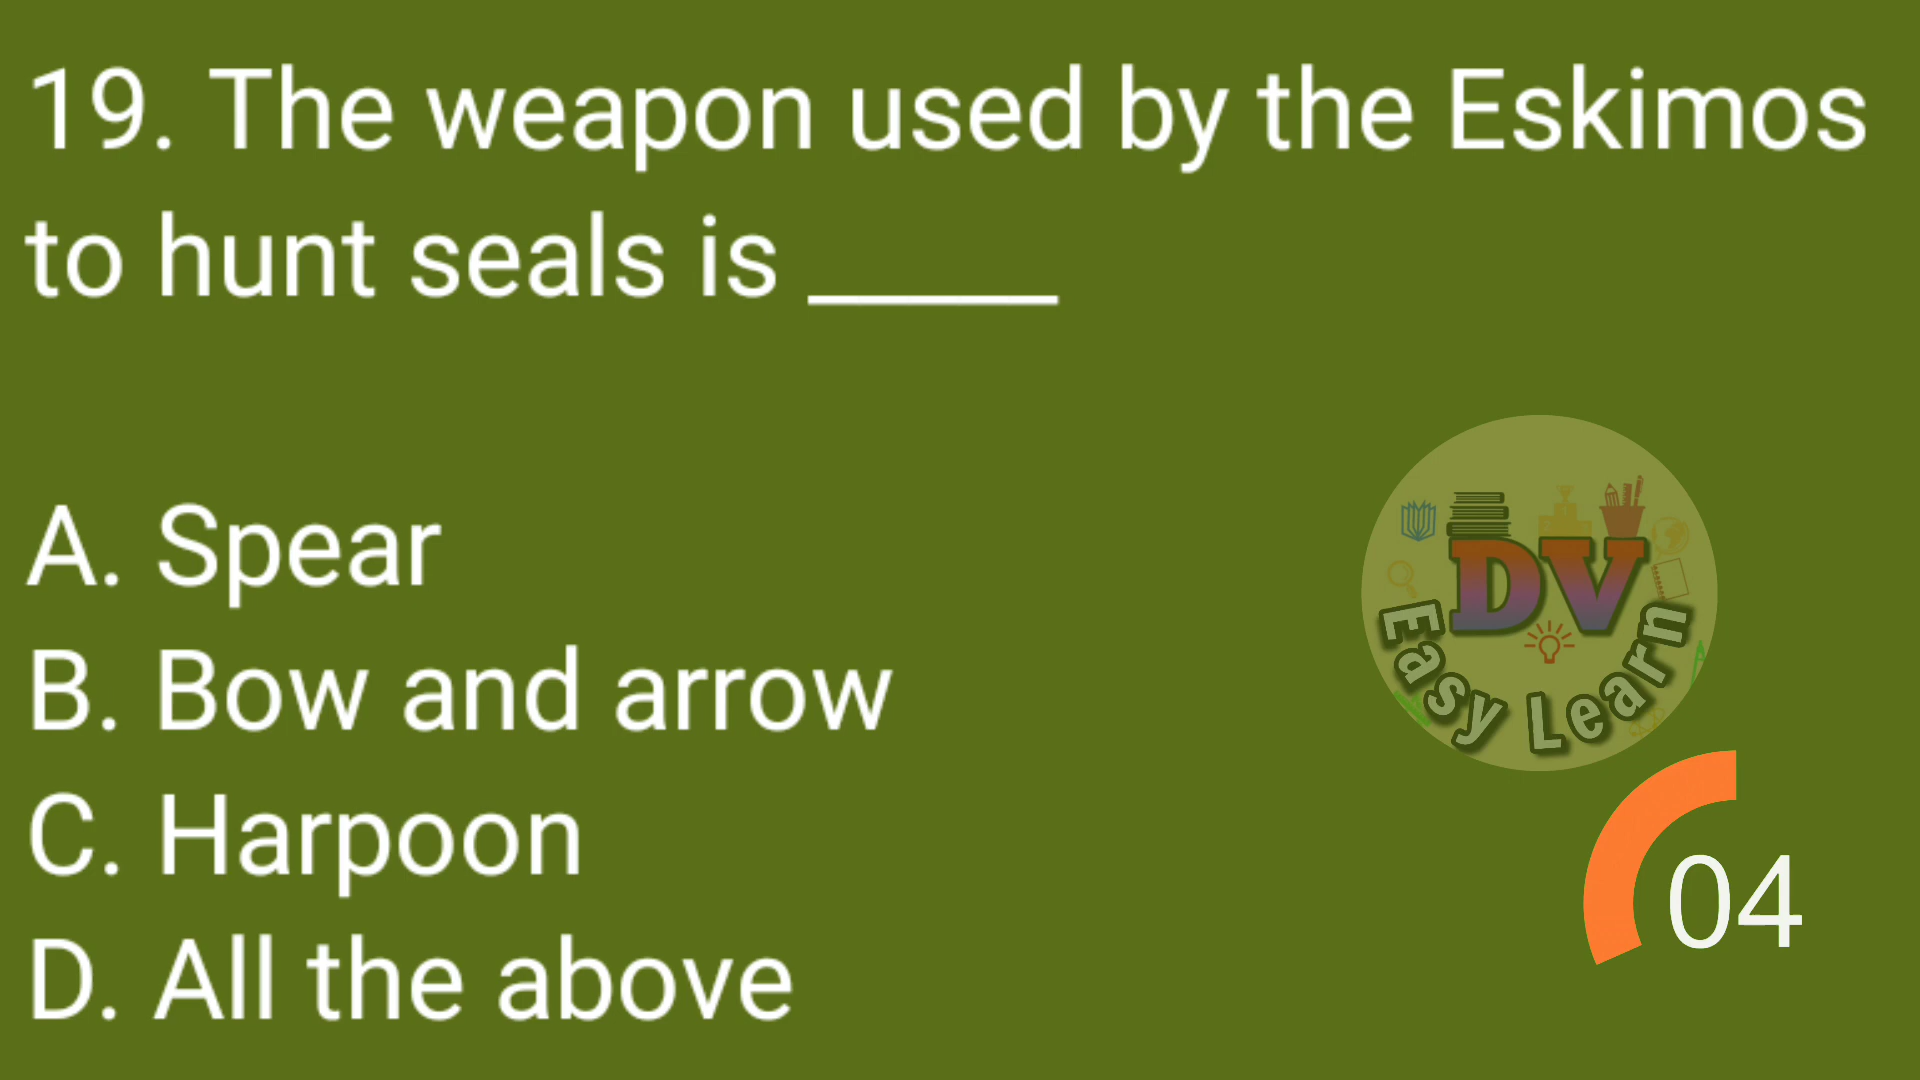 19. The weapon used by the Eskimos
to hunt seals is _____
A. Spear
B. Bow and arrow
C. Harpoon
D. All the above
DV
Easy Learn
04